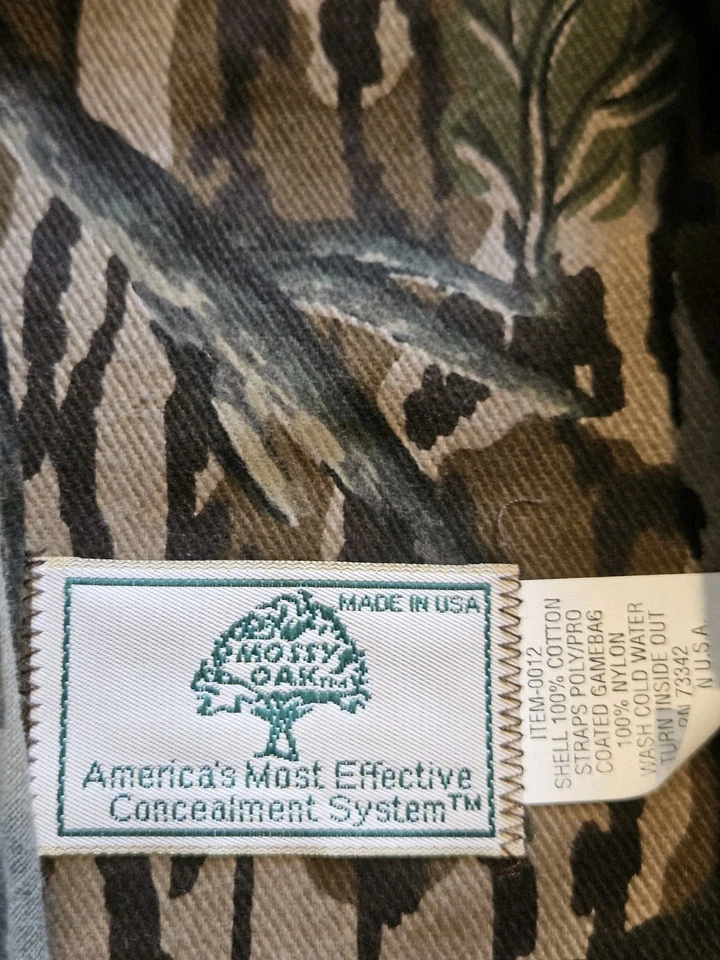 MADE IN USA
MOSSY
OAK
America's Most Effective
Concealment System™
ITEM-0012
SHELL 100% COTTON
STRAPS POLY/PRO
COATED GAMEBAG
100% NYLON
WASH COLD WATER
TURN INSIDE OUT
RN 73342
N U.S.A.